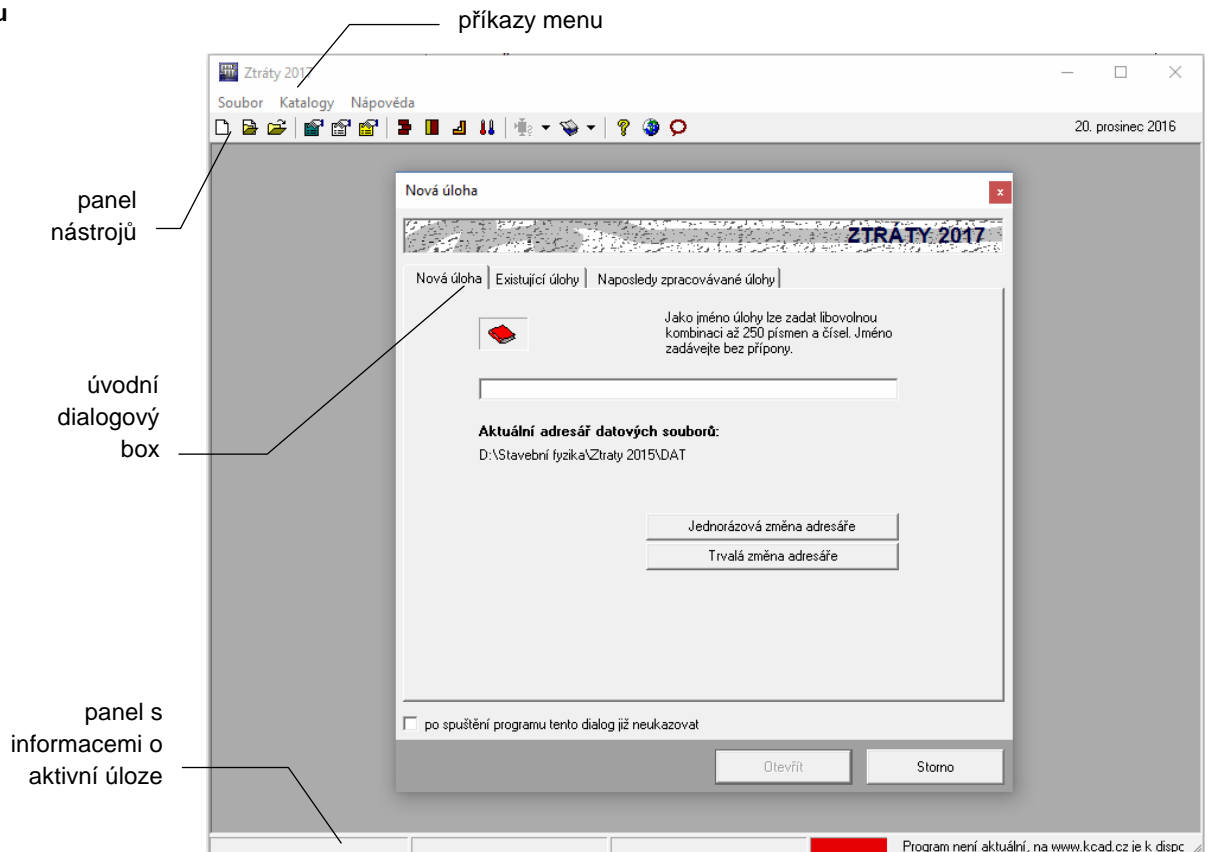 u
příkazy menu
Ztráty 2017
Soubor Katalogy Nápověda
20. prosinec 2016
panel
nástrojů
Nová úloha
x
ZTRÁTY 2017
Nová úloha Existující úlohy Naposledy zpracovávané úlohy
Jako jméno úlohy lze zadat libovolnou
kombinaci až 250 písmen a čísel. Jméno
zadávejte bez přípony.
úvodní
dialogový
box
Aktuální adresář datových souborů:
D:\Stavební fyzika\Ztraty 2015\DAT
Jednorázová změna adresáře
Trvalá změna adresáře
panel s
informacemi o
aktivní úloze
po spuštění programu tento dialog již neukazovat
Otevřít Storno
Program není aktuální, na www.kcad.cz je k dispc